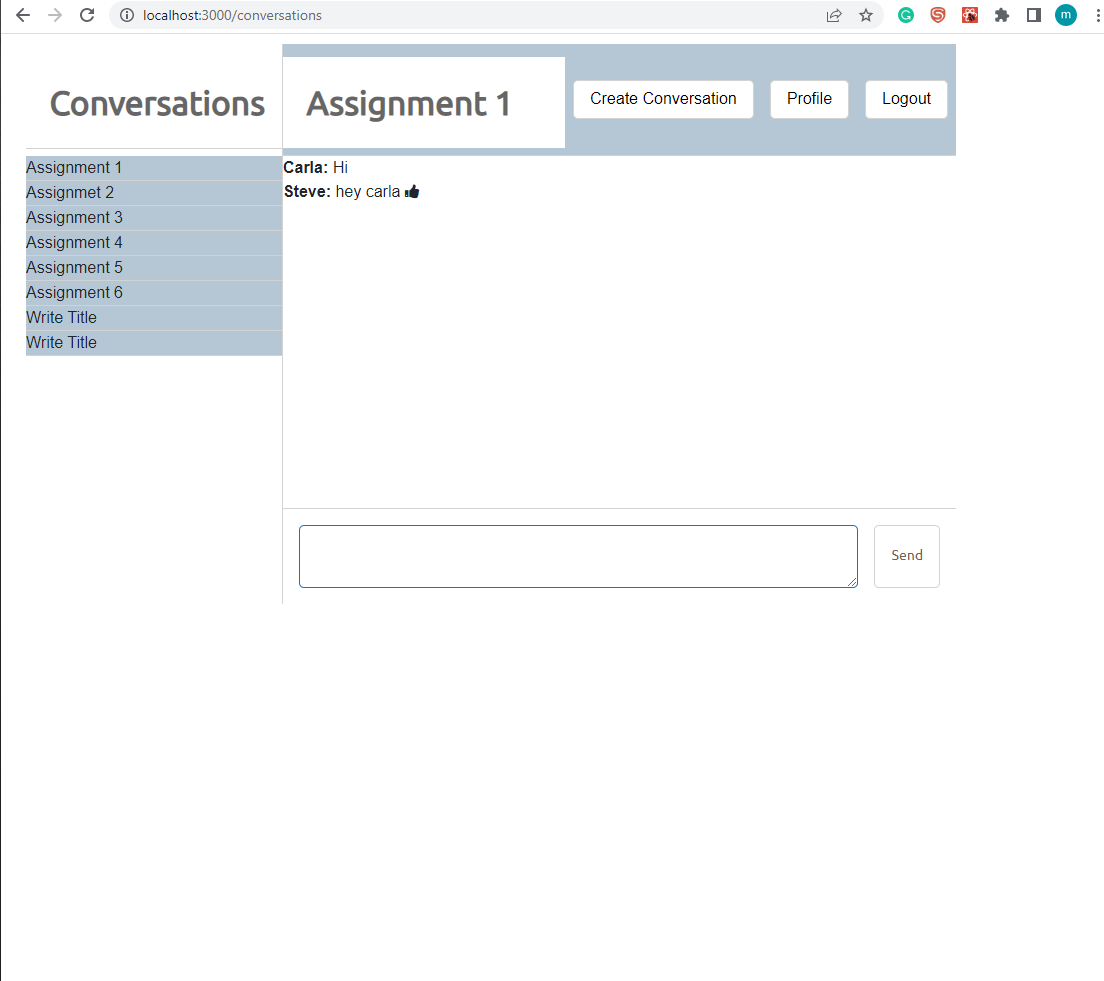 localhost:3000/conversations
G
m
Conversations
Assignment 1
Create Conversation
Profile
Logout
Assignment 1
Assignmet 2
Assignment 3
Assignment 4
Assignment 5
Assignment 6
Write Title
Write Title
Carla: Hi
Steve: hey carla
Send